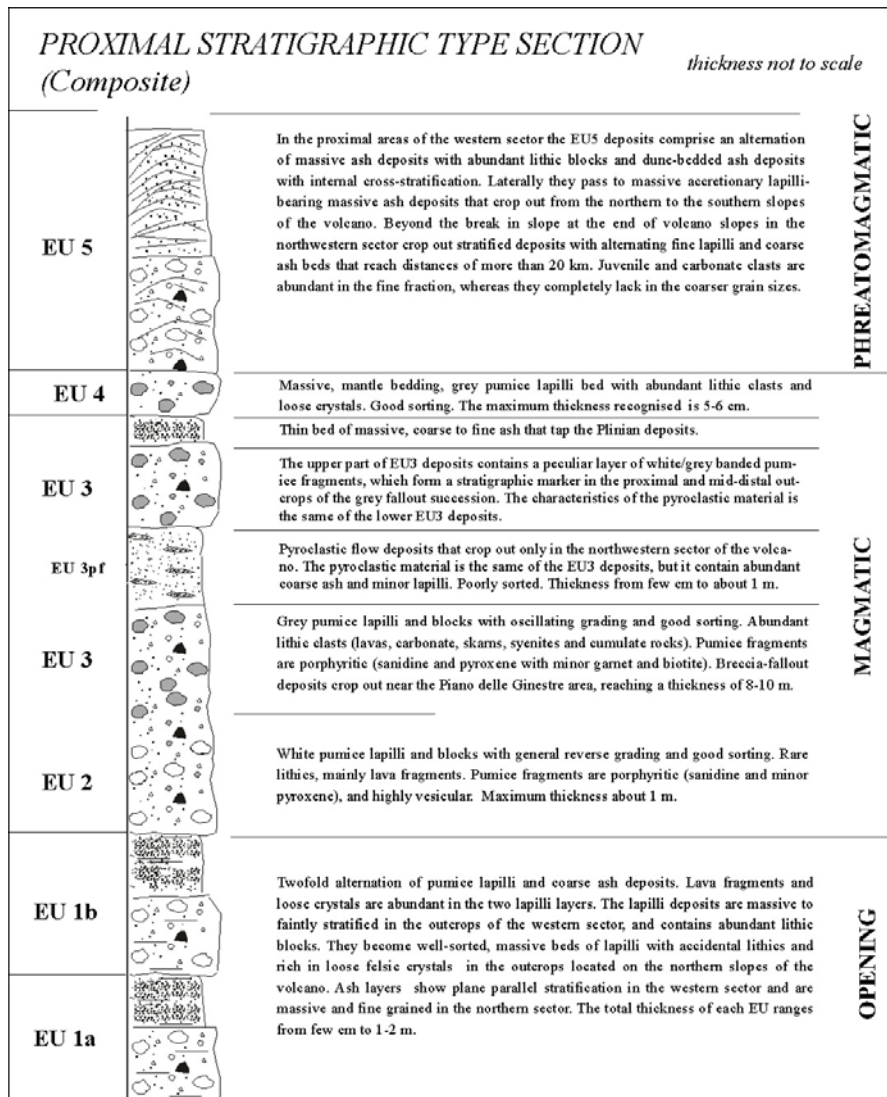 PROXIMAL STRATIGRAPHIC TYPE SECTION
(Composite)
thickness not to scale
EU 5
In the proximal areas of the western sector the EU5 deposits comprise an alternation
of massive ash deposits with abundant lithic blocks and dune-bedded ash deposits
with internal cross-stratification. Laterally they pass to massive accretionary lapilli-
bearing massive ash deposits that crop out from the northern to the southern slopes
of the volcano. Beyond the break in slope at the end of volcano slopes in the
northwestern sector crop out stratified deposits with alternating fine lapilli and coarse
ash beds that reach distances of more than 20 km. Juvenile and carbonate clasts are
abundant in the fine fraction, whereas they completely lack in the coarser grain sizes.
PHREATOMAGMATIC
EU 4
Massive, mantle bedding, grey pumice lapilli bed with abundant lithic clasts and
loose crystals. Good sorting. The maximum thickness recognised is 5-6 cm.
Thin bed of massive, coarse to fine ash that tap the Plinian deposits.
EU 3
The upper part of EU3 deposits contains a peculiar layer of white/grey banded pum-
ice fragments, which form a stratigraphic marker in the proximal and mid-distal out-
crops of the grey fallout succession. The characteristics of the pyroclastic material is
the same of the lower EU3 deposits.
EU 3pf
Pyroclastic flow deposits that crop out only in the northwestern sector of the volca-
no. The pyroclastic material is the same of the EU3 deposits, but it contain abundant
coarse ash and minor lapilli. Poorly sorted. Thickness from few cm to about 1 m.
MAGMATIC
EU 3
Grey pumice lapilli and blocks with oscillating grading and good sorting. Abundant
lithic clasts (lavas, carbonate, skarns, syenites and cumulate rocks). Pumice fragments
are porphyritic (sanidine and pyroxene with minor garnet and biotite). Breccia-fallout
deposits crop out near the Piano delle Ginestre area, reaching a thickness of 8-10 m.
EU 2
White pumice lapilli and blocks with general reverse grading and good sorting. Rare
lithics, mainly lava fragments. Pumice fragments are porphyritic (sanidine and minor
pyroxene), and highly vesicular. Maximum thickness about 1 m.
EU 1b
Twofold alternation of pumice lapilli and coarse ash deposits. Lava fragments and
loose crystals are abundant in the two lapilli layers. The lapilli deposits are massive to
faintly stratified in the outcrops of the western sector, and contains abundant lithic
blocks. They become well-sorted, massive beds of lapilli with accidental lithics and
rich in loose felsic crystals in the outcrops located on the northern slopes of the
volcano. Ash layers show plane parallel stratification in the western sector and are
massive and fine grained in the northern sector. The total thickness of each EU ranges
from few cm to 1-2 m.
OPENING
EU 1a